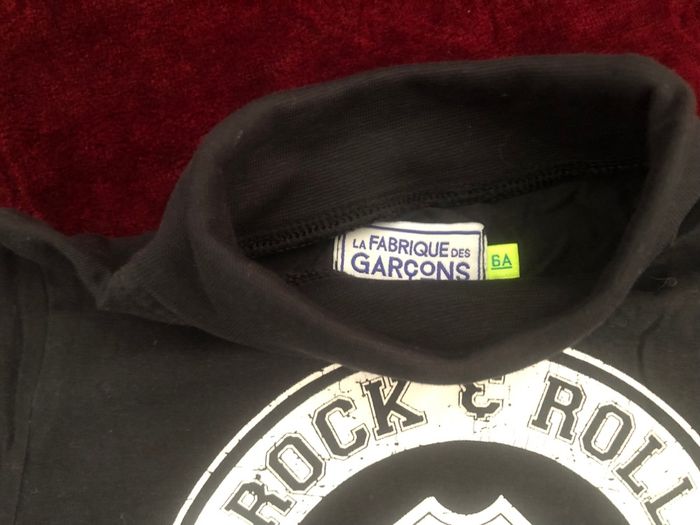 LA FABRIQUE DES
GARÇONS
6A
ROCK & ROLL